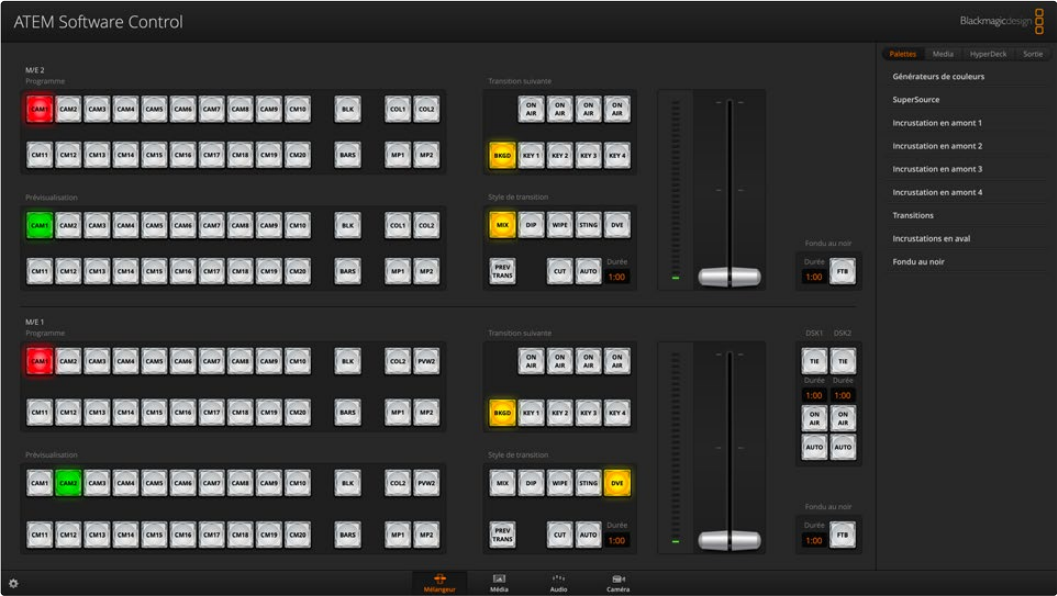 ATEM Software Control
Blackmagicdesign
Palettes Media HyperDeck Sortie
Générateurs de couleurs
SuperSource
Incrustation en amont 1
Incrustation en amont 2
Incrustation en amont 3
Incrustation en amont 4
Transitions
Incrustations en aval
Fondu au noir
M/E 2
Programme
CAM1 CAM2 CAM3 CAM4 CAM5 CAM6 CAM7 CAM8 CAM9 CM10 BLK COL1 COL2
CM11 CM12 CM13 CM14 CM15 CM16 CM17 CM18 CM19 CM20 BARS MP1 MP2
Prévisualisation
CAM1 CAM2 CAM3 CAM4 CAM5 CAM6 CAM7 CAM8 CAM9 CM10 BLK COL1 COL2
CM11 CM12 CM13 CM14 CM15 CM16 CM17 CM18 CM19 CM20 BARS MP1 MP2
Transition suivante
ON AIR ON AIR ON AIR ON AIR
BKGD KEY 1 KEY 2 KEY 3 KEY 4
Style de transition
MIX DIP WIPE STING DVE
Durée
PREV TRANS CUT AUTO 1:00
Fondu au noir
Durée
1:00 FTB
M/E 1
Programme
CAM1 CAM2 CAM3 CAM4 CAM5 CAM6 CAM7 CAM8 CAM9 CM10 BLK COL2 PVW2
CM11 CM12 CM13 CM14 CM15 CM16 CM17 CM18 CM19 CM20 BARS MP1 MP2
Prévisualisation
CAM1 CAM2 CAM3 CAM4 CAM5 CAM6 CAM7 CAM8 CAM9 CM10 BLK COL2 PVW2
CM11 CM12 CM13 CM14 CM15 CM16 CM17 CM18 CM19 CM20 BARS MP1 MP2
Transition suivante
ON AIR ON AIR ON AIR ON AIR
BKGD KEY 1 KEY 2 KEY 3 KEY 4
Style de transition
MIX DIP WIPE STING DVE
Durée
PREV TRANS CUT AUTO 1:00
DSK1 DSK2
TIE TIE
Durée Durée
1:00 1:00
ON AIR ON AIR
AUTO AUTO
Fondu au noir
Durée
1:00 FTB
Mélangeur Média Audio Caméra